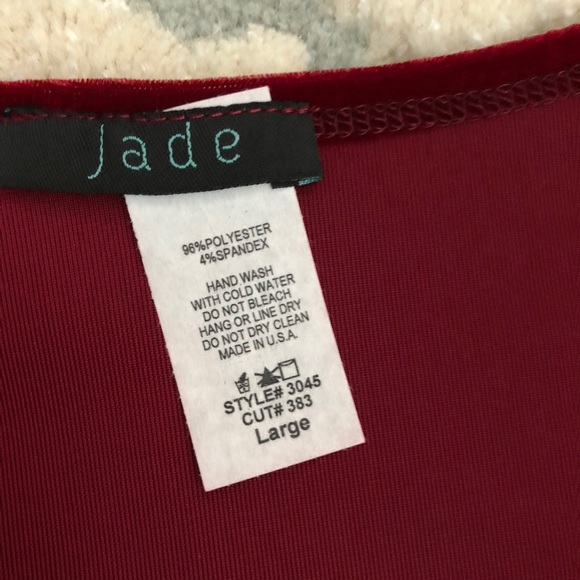 Jade
96%POLYESTER
4%SPANDEX
HAND WASH
WITH COLD WATER
DO NOT BLEACH
HANG OR LINE DRY
DO NOT DRY CLEAN
MADE IN U.S.A.
STYLE# 3045
CUT# 383
Large